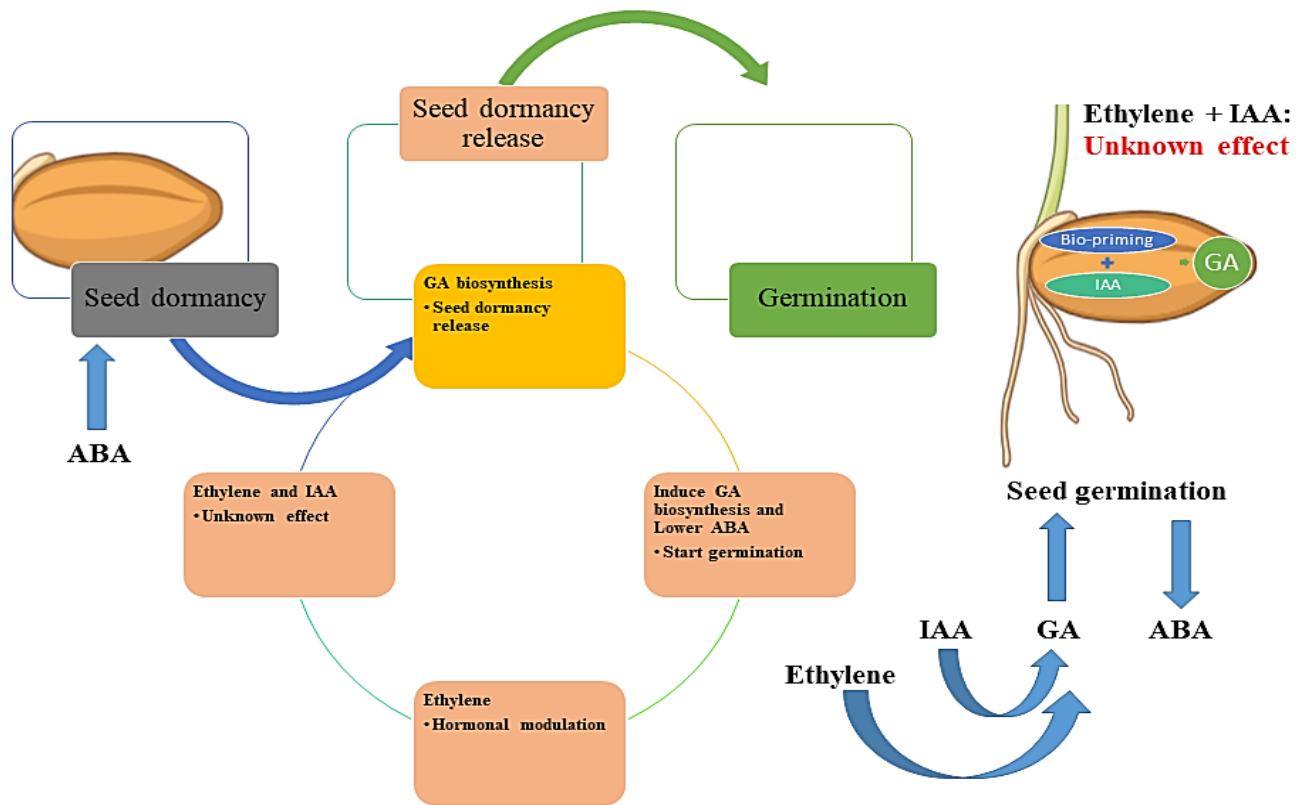 Seed dormancy
release
Ethylene + IAA:
Unknown effect
Bio-priming
+
IAA
GA
Seed dormancy
GA biosynthesis
• Seed dormancy
release
Germination
ABA
Ethylene and IAA
• Unknown effect
Induce GA
biosynthesis and
Lower ABA
• Start germination
Seed germination
IAA
GA
ABA
Ethylene
Ethylene
• Hormonal modulation